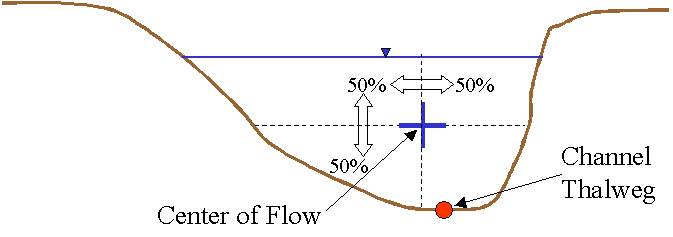 50% 50%
50%
Channel
Thalweg
Center of Flow